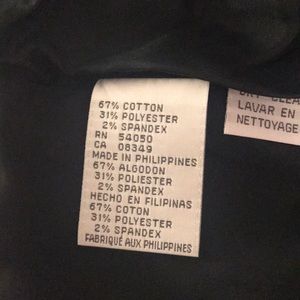 67% COTTON
31% POLYESTER
2% SPANDEX
RN 54050
CA 08349
MADE IN PHILIPPINES
67% ALGODON
31% POLIESTER
2% SPANDEX
HECHO EN FILIPINAS
67% COTON
31% POLYESTER
2% SPANDEX
FABRIQUÉ AUX PHILIPPINES
LAVAR EN
NETTOYAGE